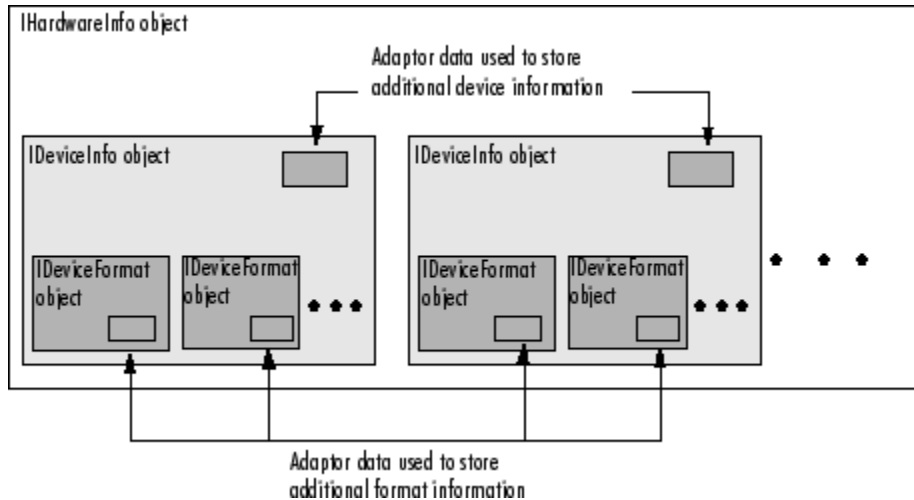 IHardwareInfo object
Adaptor data used to store
additional device information
IDeviceInfo object
IDeviceInfo object
IDeviceFormat
object
IDeviceFormat
object
IDeviceFormat
object
IDeviceFormat
object
Adaptor data used to store
additional format information